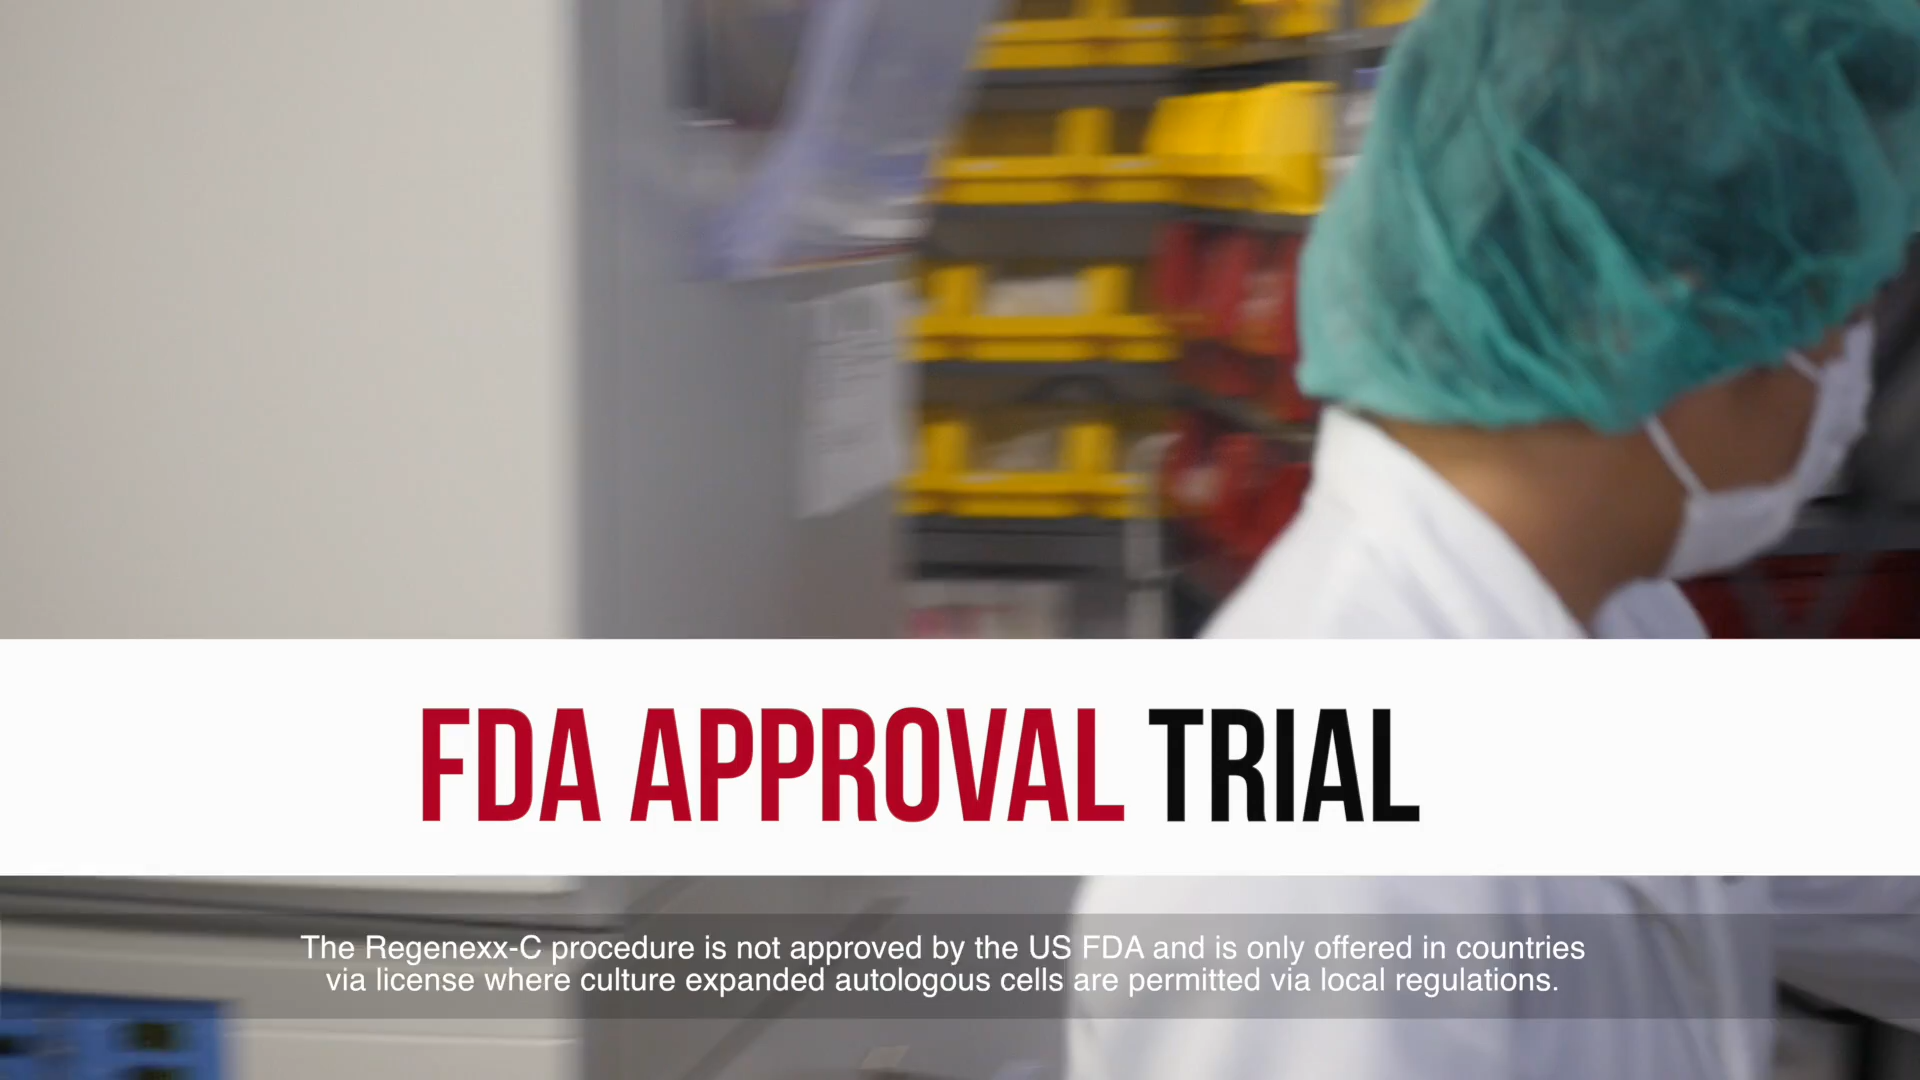 FDA APPROVAL TRIAL
The Regenexx-C procedure is not approved by the US FDA and is only offered in countries
via license where culture expanded autologous cells are permitted via local regulations.